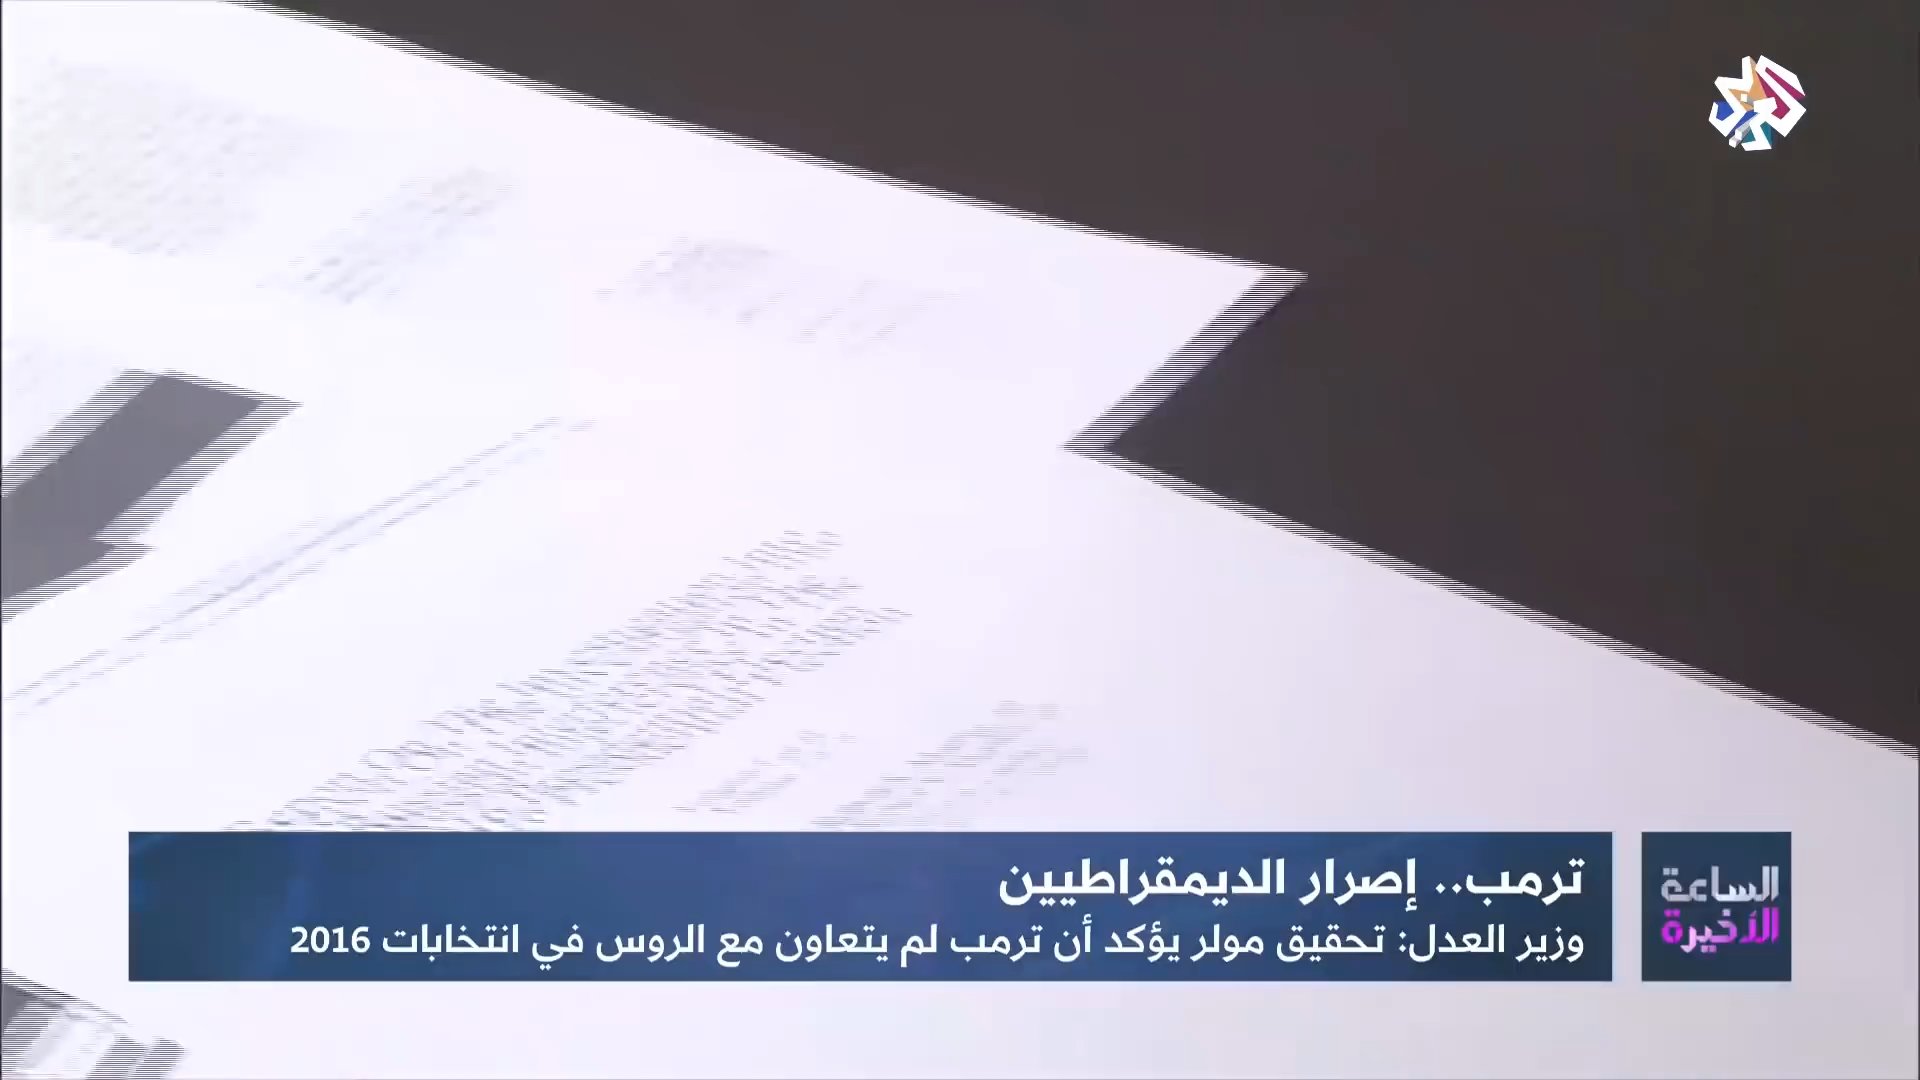 ترمب.. إصرار الديمقراطيين
وزير العدل: تحقيق مولر يؤكد أن ترمب لم يتعاون مع الروس في انتخابات 2016
الساعة
الأخيرة